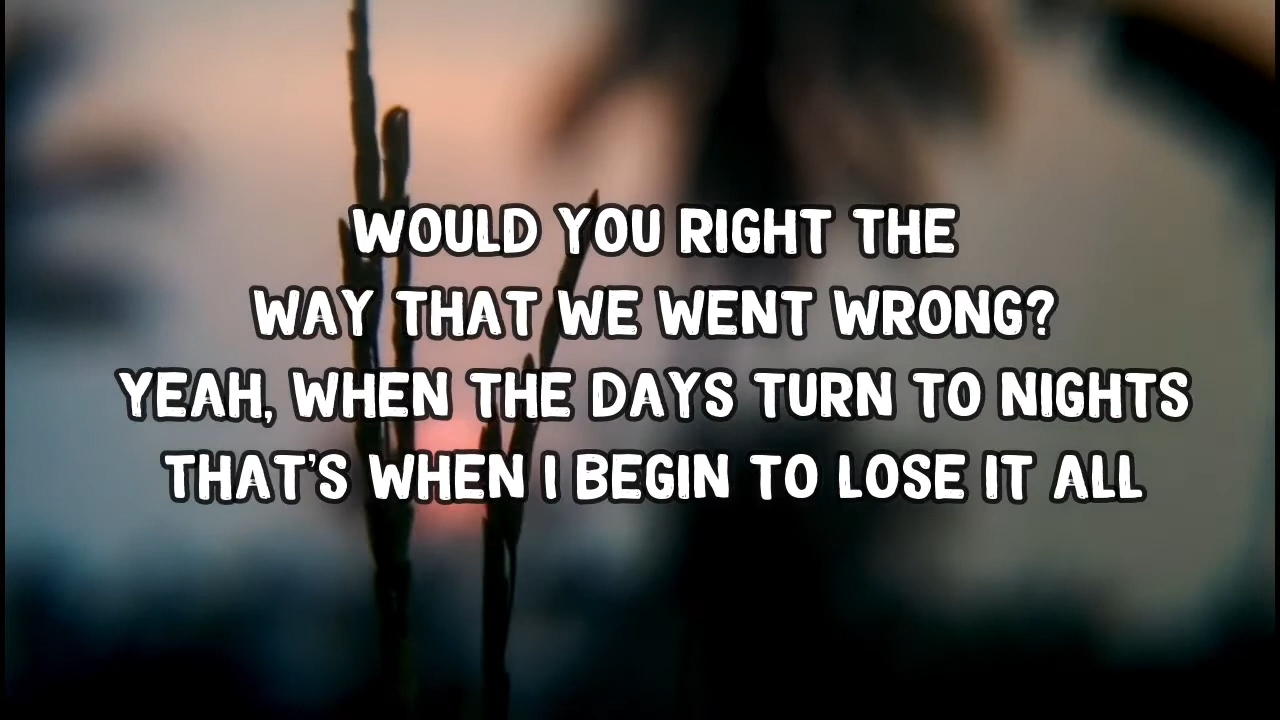 WOULD YOU RIGHT THE
WAY THAT WE WENT WRONG?
YEAH, WHEN THE DAYS TURN TO NIGHTS
THAT'S WHEN I BEGIN TO LOSE IT ALL